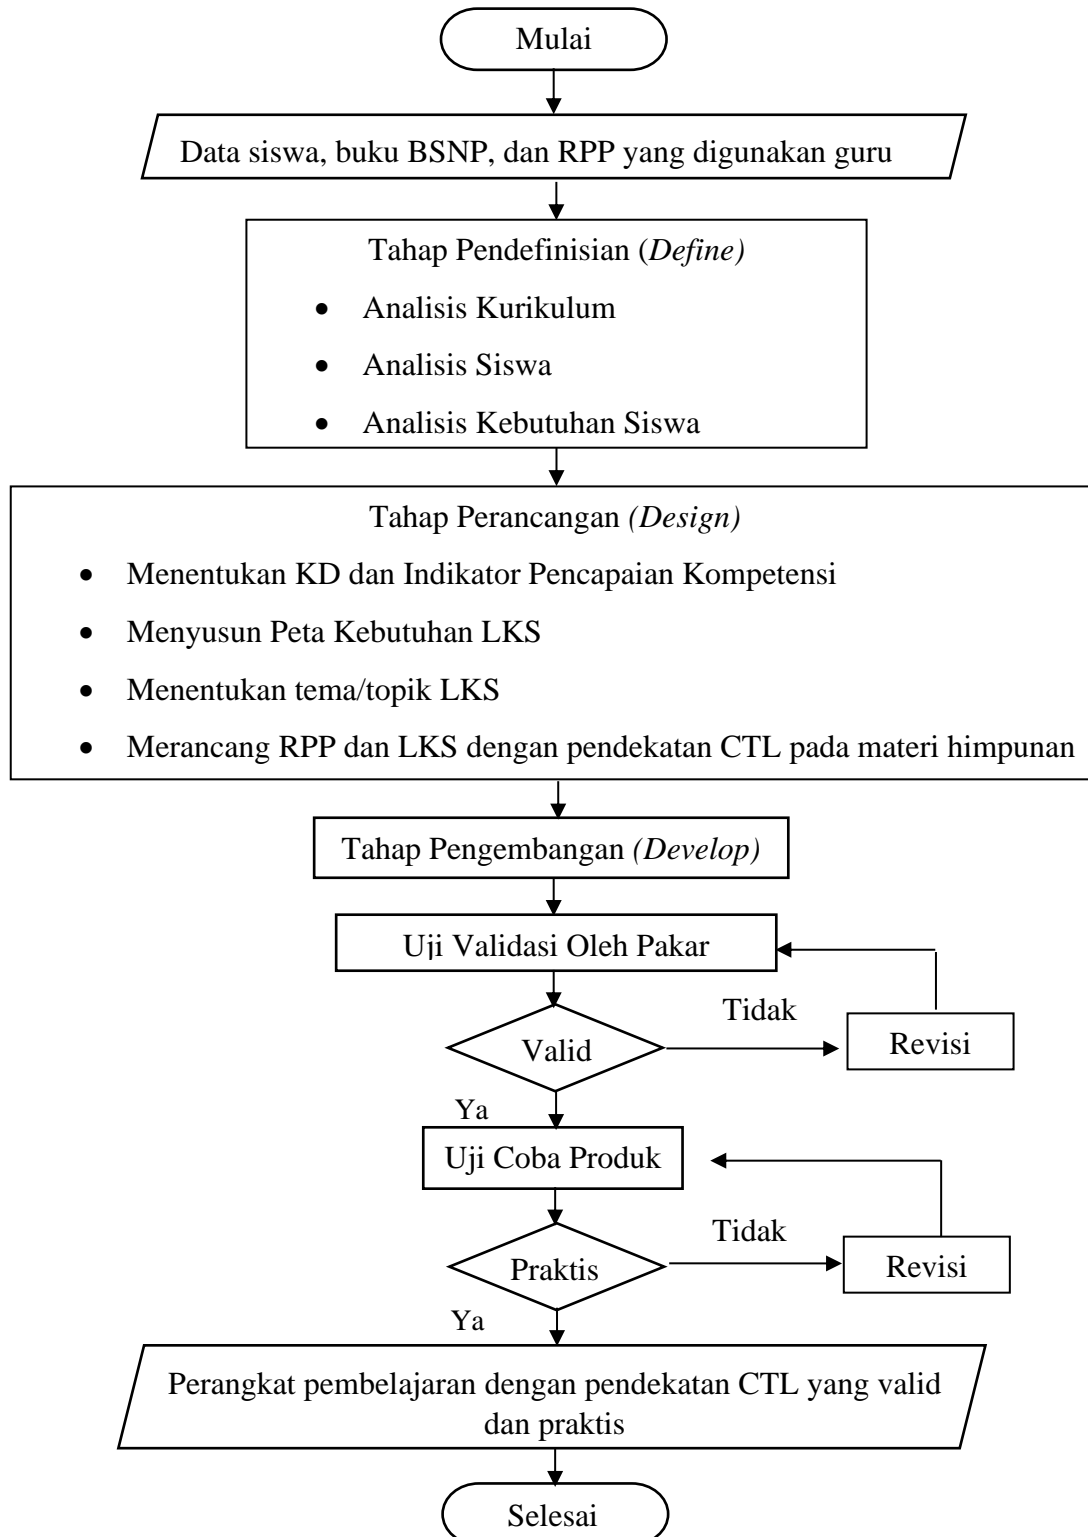 Mulai
Data siswa, buku BSNP, dan RPP yang digunakan guru
Tahap Pendefinisian (Define)
• Analisis Kurikulum
• Analisis Siswa
• Analisis Kebutuhan Siswa
Tahap Perancangan (Design)
• Menentukan KD dan Indikator Pencapaian Kompetensi
• Menyusun Peta Kebutuhan LKS
• Menentukan tema/topik LKS
• Merancang RPP dan LKS dengan pendekatan CTL pada materi himpunan
Tahap Pengembangan (Develop)
Uji Validasi Oleh Pakar
Valid
Tidak
Revisi
Ya
Uji Coba Produk
Praktis
Tidak
Revisi
Ya
Perangkat pembelajaran dengan pendekatan CTL yang valid
dan praktis
Selesai